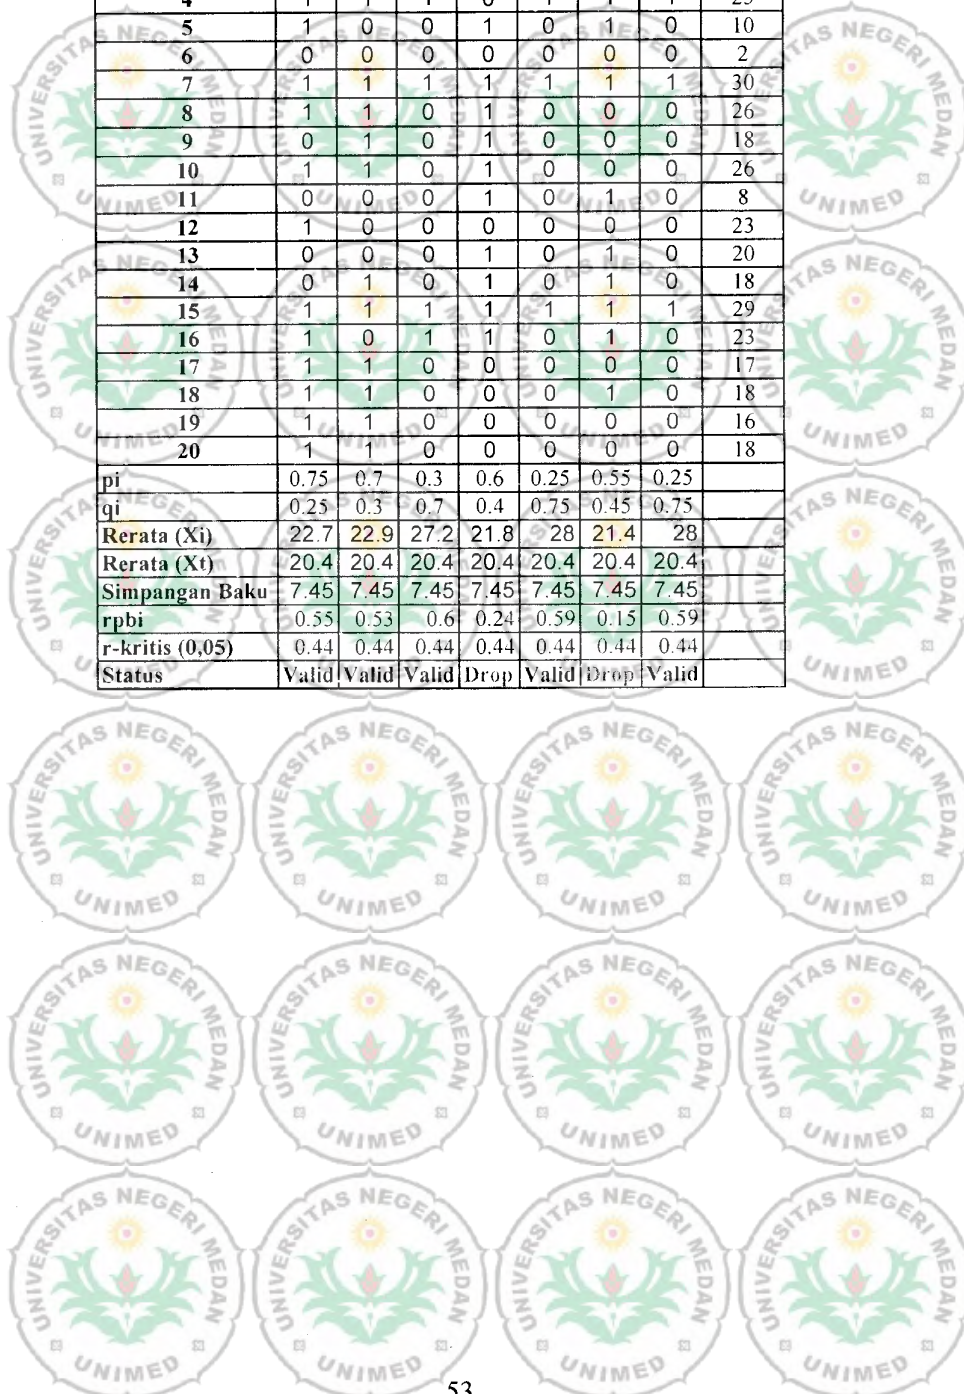 4 1 1 1 0 1 1 1 25
5 1 0 0 1 0 1 0 10
6 0 0 0 0 0 0 0 2
7 1 1 1 1 1 1 1 30
8 1 1 0 1 0 0 0 26
9 0 1 0 1 0 0 0 18
10 1 1 0 1 0 0 0 26
11 0 0 0 1 0 1 0 8
12 1 0 0 0 0 0 0 23
13 0 0 0 1 0 1 0 20
14 0 1 0 1 0 1 0 18
15 1 1 1 1 1 1 1 29
16 1 0 1 1 0 1 0 23
17 1 1 0 0 0 0 0 17
18 1 1 0 0 0 1 0 18
19 1 1 0 0 0 0 0 16
20 1 1 0 0 0 0 0 18
pi 0.75 0.7 0.3 0.6 0.25 0.55 0.25
qi 0.25 0.3 0.7 0.4 0.75 0.45 0.75
Rerata (Xi) 22.7 22.9 27.2 21.8 28 21.4 28
Rerata (Xt) 20.4 20.4 20.4 20.4 20.4 20.4 20.4
Simpangan Baku 7.45 7.45 7.45 7.45 7.45 7.45 7.45
rpbi 0.55 0.53 0.6 0.24 0.59 0.15 0.59
r-kritis (0,05) 0.44 0.44 0.44 0.44 0.44 0.44 0.44
Status Valid Valid Valid Drop Valid Drop Valid
53